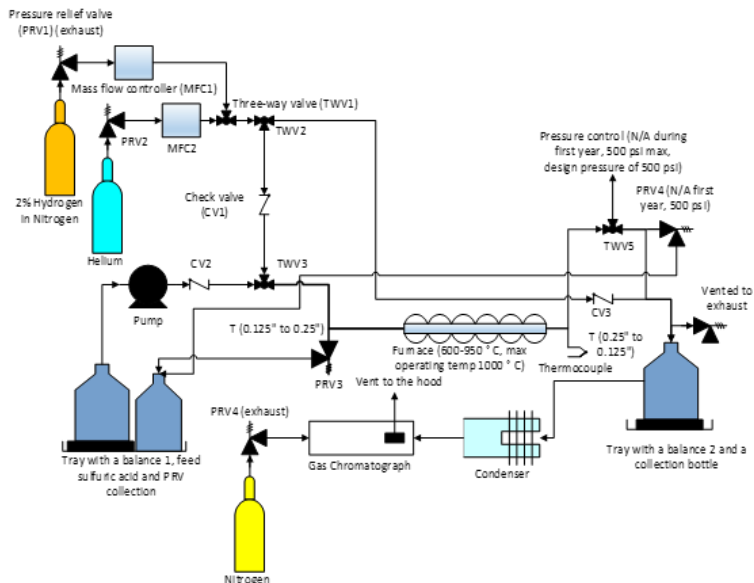 Pressure relief valve
(PRV1) (exhaust)
Mass flow controller (MFC1)
Three-way valve (TWV1)
PRV2
MFC2
TWV2
Pressure control (N/A during
first year, 500 psi max,
design pressure of 500 psi)
2% Hydrogen
in Nitrogen
Helium
Check valve
(CV1)
PRV4 (N/A first
year, 500 psi)
TWV5
CV2
TWV3
Pump
CV3
Vented to
exhaust
T (0.125" to 0.25")
Furnace (600-950 °C, max
operating temp 1000 °C)
T (0.25" to
0.125")
Thermocouple
PRV3
Vent to the hood
PRV4 (exhaust)
Tray with a balance 1, feed
sulfuric acid and PRV
collection
Gas Chromatograph
Condenser
Tray with a balance 2 and a
collection bottle
Nitrogen